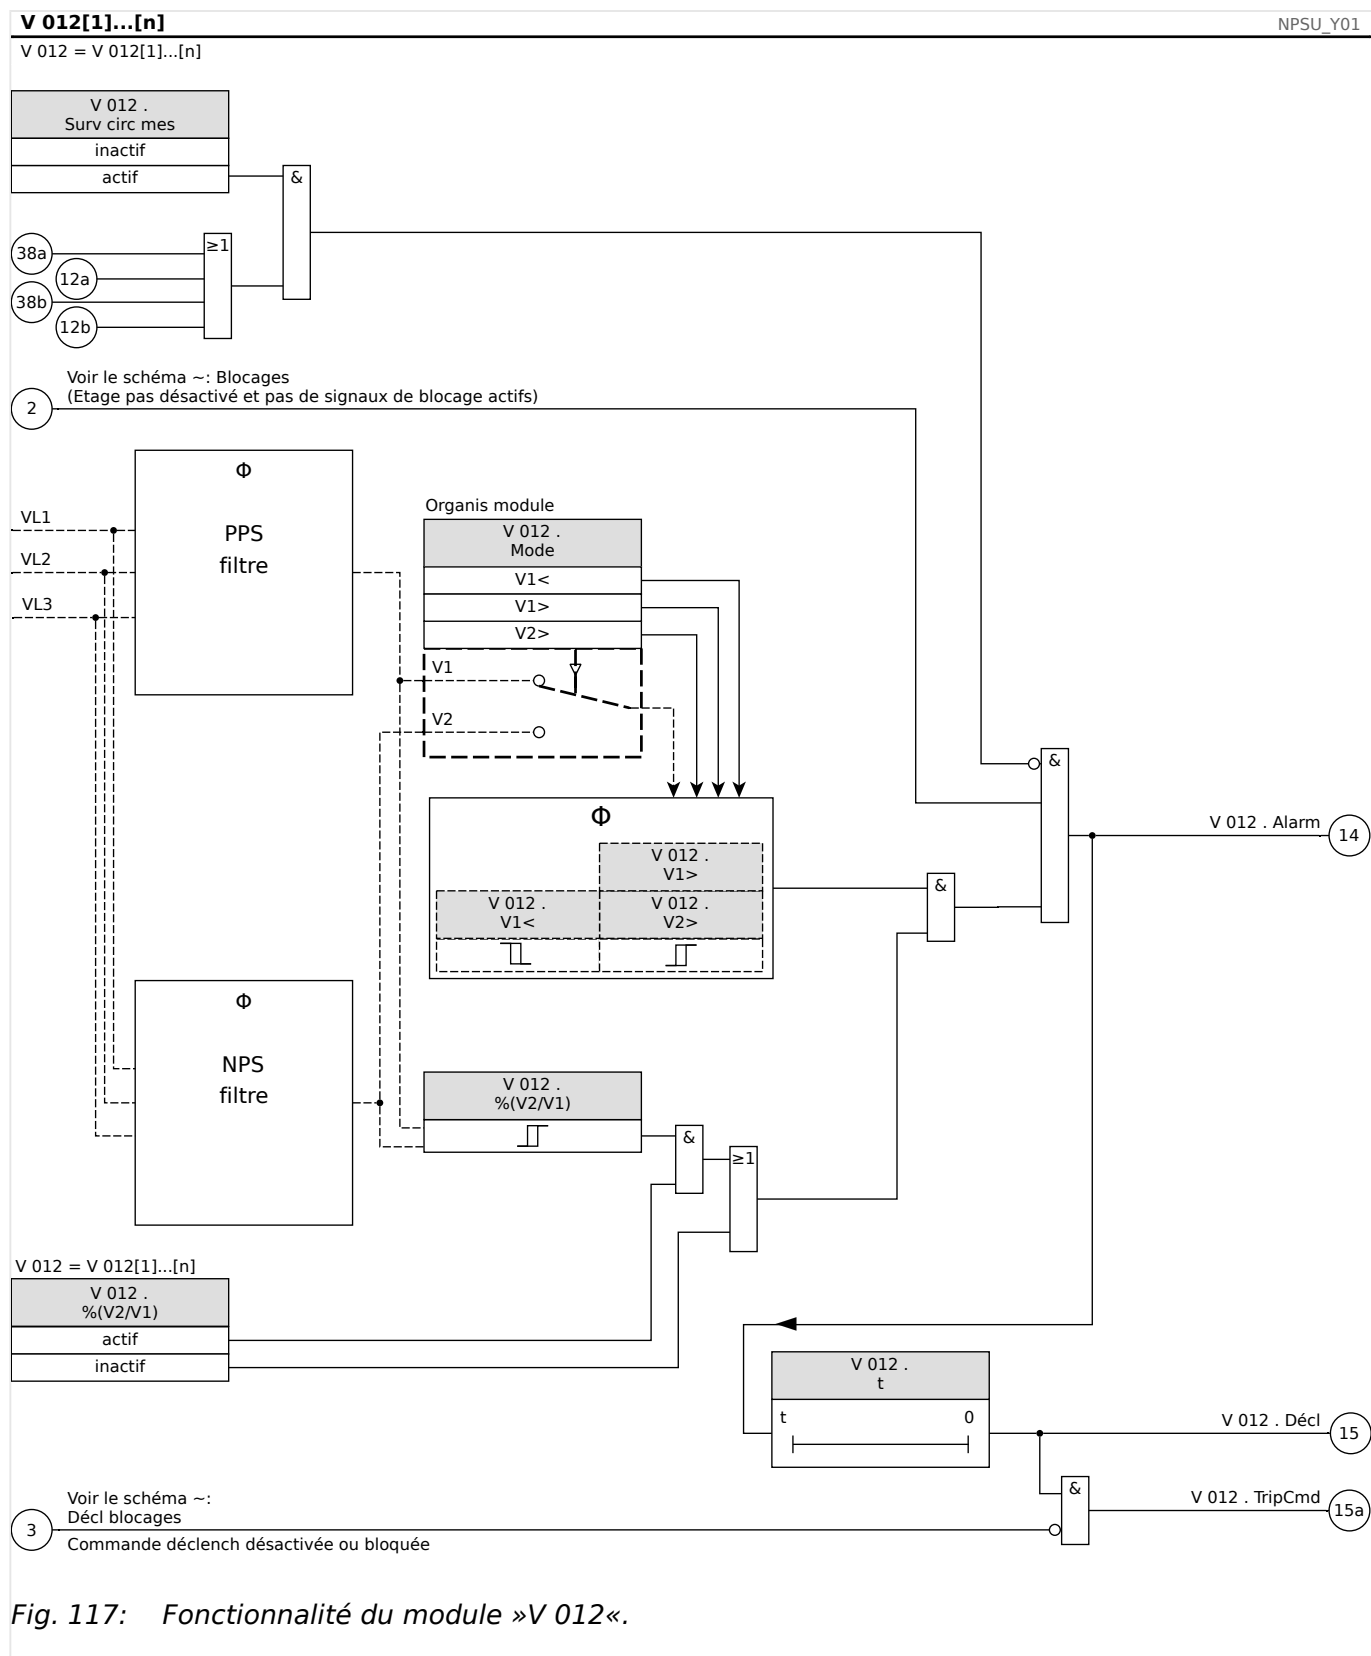 V 012[1]...[n]
NPSU_Y01
V 012 = V 012[1]...[n]
V 012 .
Surv circ mes
inactif
actif
&
38a
≥1
12a
38b
12b
Voir le schéma ~: Blocages
(Etage pas désactivé et pas de signaux de blocage actifs)
2
Φ
PPS
filtre
VL1
VL2
VL3
Organis module
V 012 .
Mode
V1<
V1>
V2>
V1
V2
&
Φ
V 012 .
V1>
V 012 .
V1<
V 012 .
V2>
&
V 012 . Alarm
14
Φ
NPS
filtre
V 012 .
%(V2/V1)
&
≥1
V 012 = V 012[1]...[n]
V 012 .
%(V2/V1)
actif
inactif
V 012 .
t
t 0
V 012 . Décl
15
&
V 012 . TripCmd
15a
Voir le schéma ~:
Décl blocages
3
Commande déclench désactivée ou bloquée
Fig. 117: Fonctionnalité du module »V 012«.